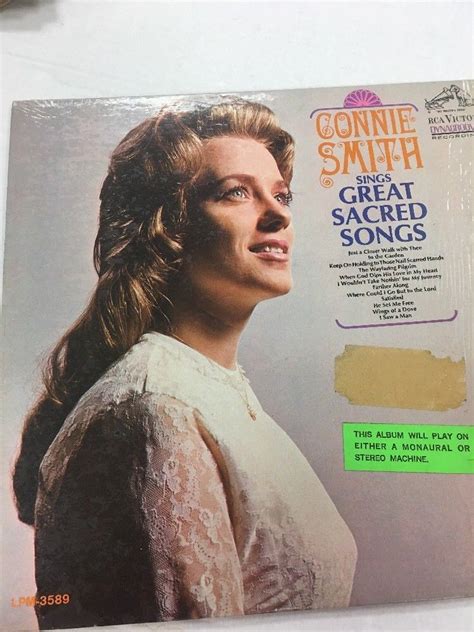 CONNIE
SMITH
SINGS
GREAT
SACRED
SONGS
Just a Closer Walk with Thee
In the Garden
Keep On Holding to Those Nail Scarred Hands
The Wayfaring Pilgrim
When God Dips His Love in My Heart
I Wouldn't Take Nothin' for My Journey
Farther Along
Where Could I Go But to the Lord
Satisfied
He Set Me Free
Wings of a Dove
I Saw a Man
RCA VICTOR
DYNAGROOVE
RECORDING
THIS ALBUM WILL PLAY ON
EITHER A MONAURAL OR
STEREO MACHINE.
LPM-3589